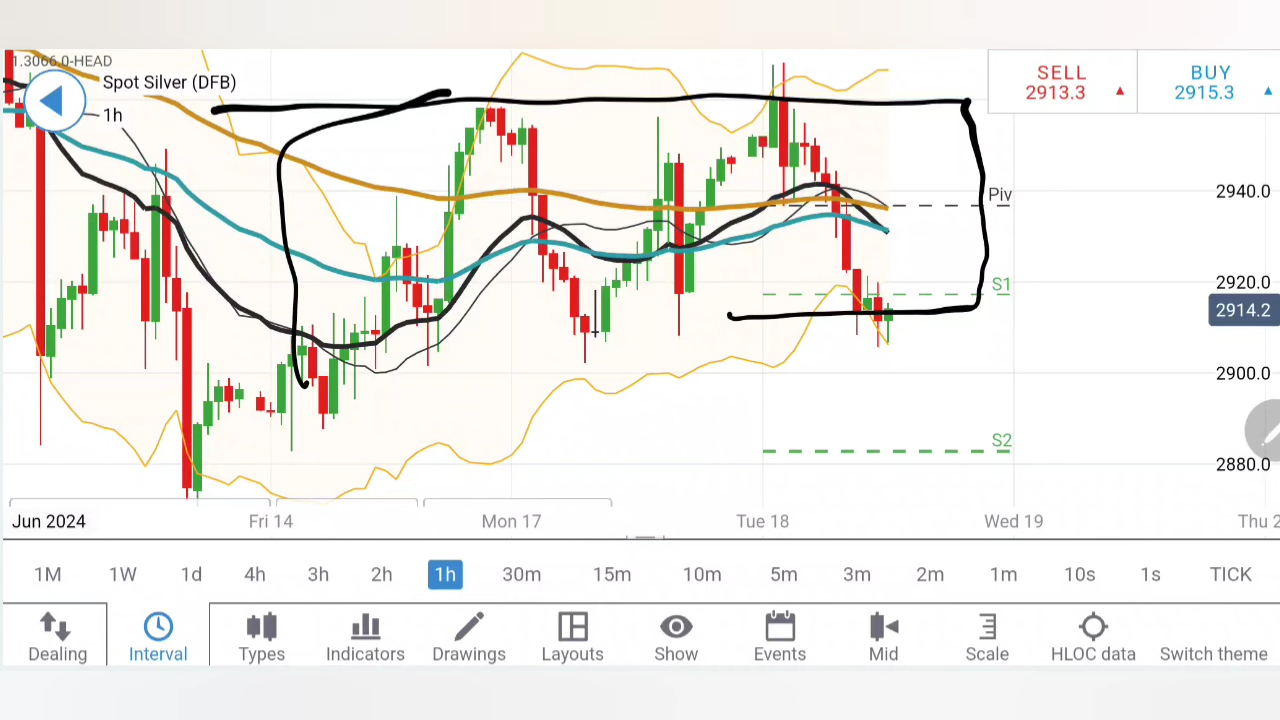 1.3066.0-HEAD
Spot Silver (DFB)
1h
SELL
2913.3
BUY
2915.3
Piv
2940.0
S1
2920.0
2914.2
2900.0
S2
2880.0
Jun 2024 Fri 14 Mon 17 Tue 18 Wed 19 Thu 2
1M 1W 1d 4h 3h 2h 1h 30m 15m 10m 5m 3m 2m 1m 10s 1s TICK
Dealing Interval Types Indicators Drawings Layouts Show Events Mid Scale HLOC data Switch theme